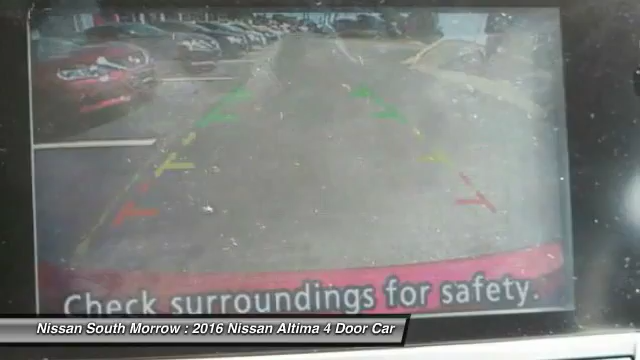 Check surroundings for safety.
Nissan South Morrow : 2016 Nissan Altima 4 Door Car